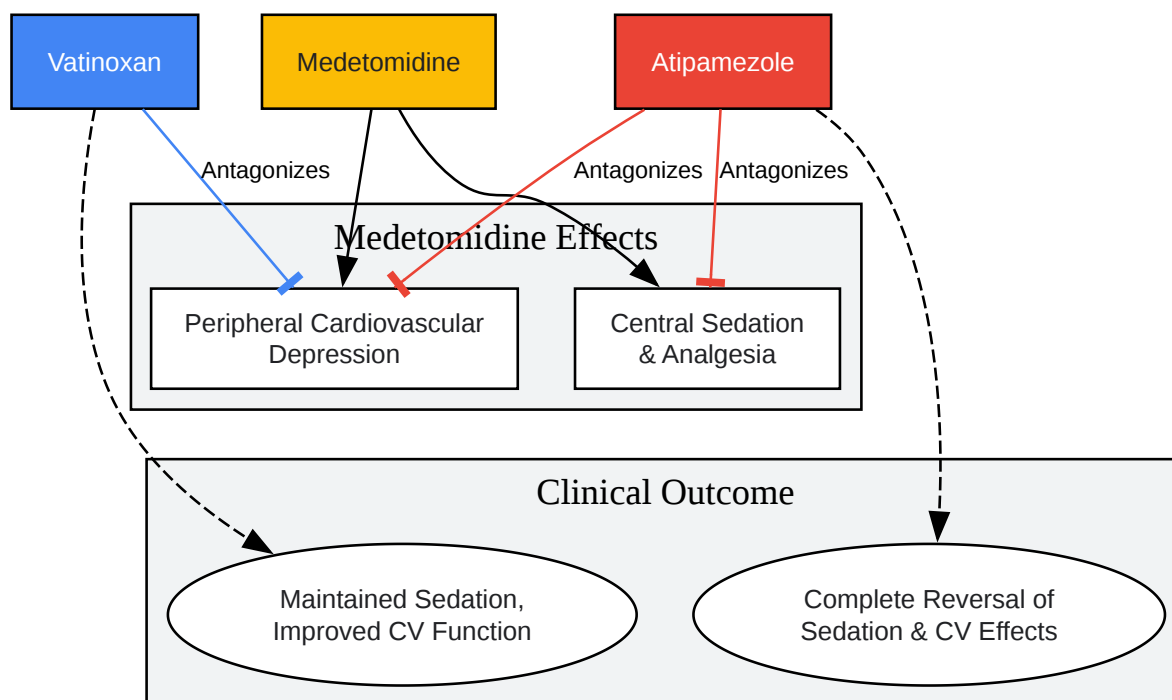 Vatinoxan
Medetomidine
Atipamezole
Antagonizes
Antagonizes
Antagonizes
Medetomidine Effects
Peripheral Cardiovascular
Depression
Central Sedation
& Analgesia
Clinical Outcome
Maintained Sedation,
Improved CV Function
Complete Reversal of
Sedation & CV Effects